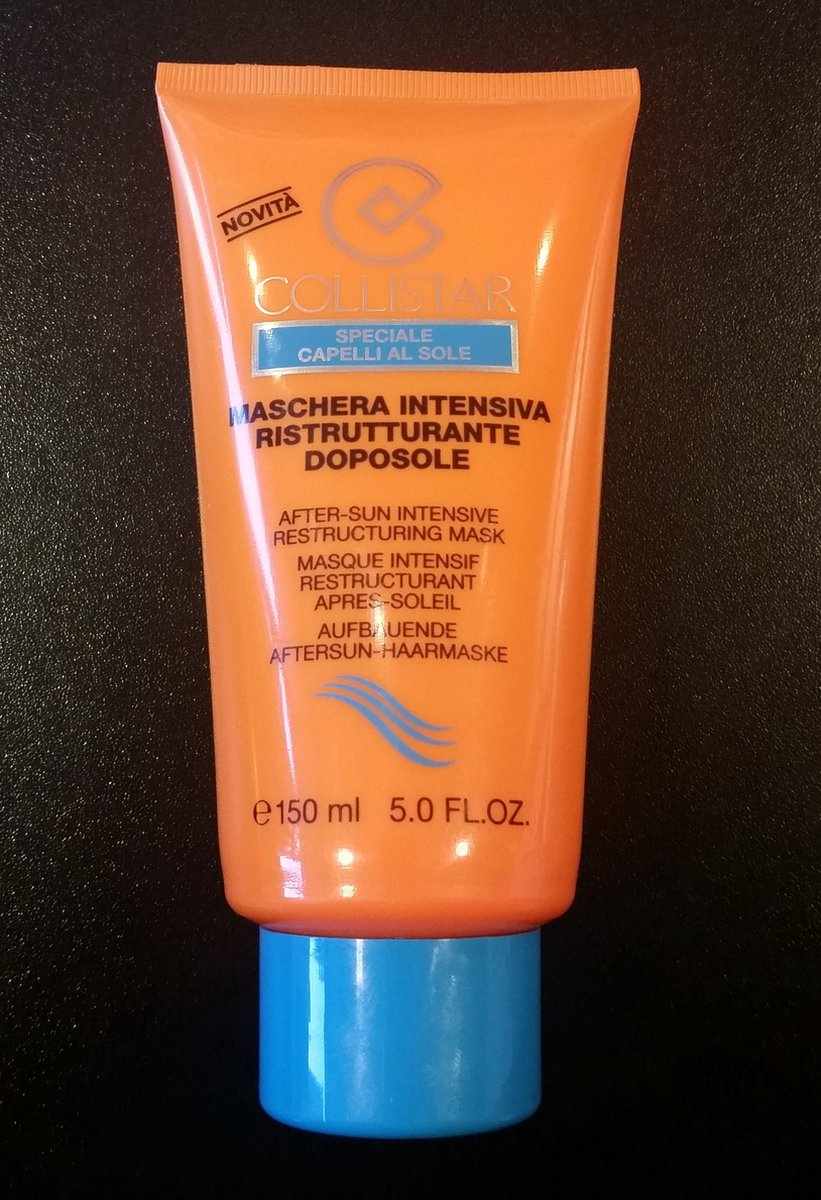 NOVITÀ
COLLISTAR
SPECIALE
CAPELLI AL SOLE
MASCHERA INTENSIVA
RISTRUTTURANTE
DOPOSOLE
AFTER-SUN INTENSIVE
RESTRUCTURING MASK
MASQUE INTENSIF
RESTRUCTURANT
APRES-SOLEIL
AUFBAUENDE
AFTERSUN-HAARMASKE
℮150 ml 5.0 FL.OZ.